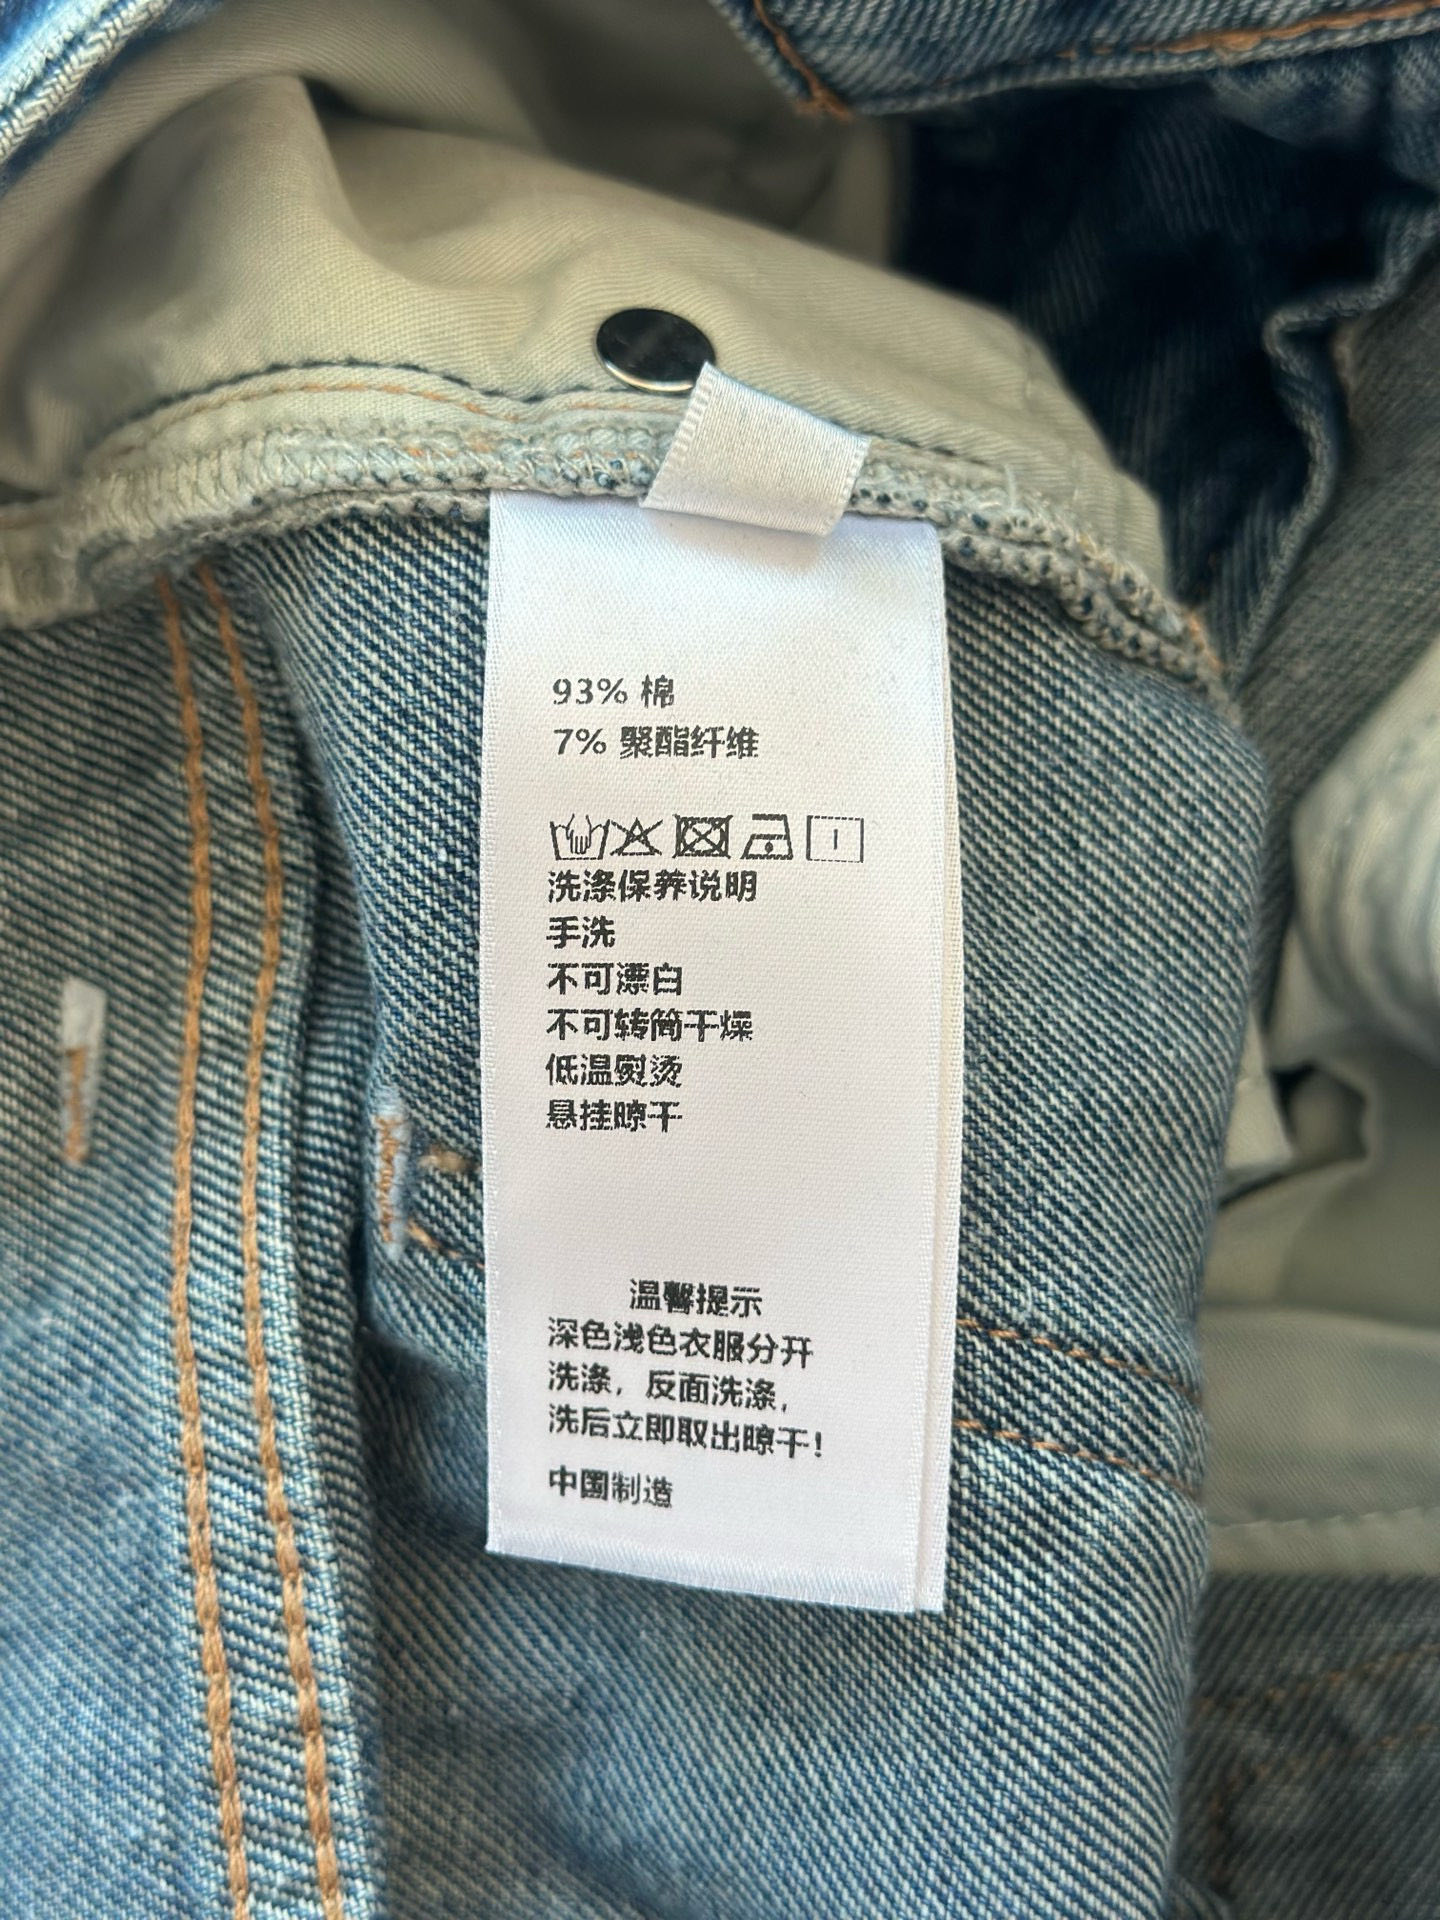 93% 棉
7% 聚酯纤维
洗涤保养说明
手洗
不可漂白
不可转筒干燥
低温熨烫
悬挂晾干
温馨提示
深色浅色衣服分开
洗涤，反面洗涤，
洗后立即取出晾干！
中国制造